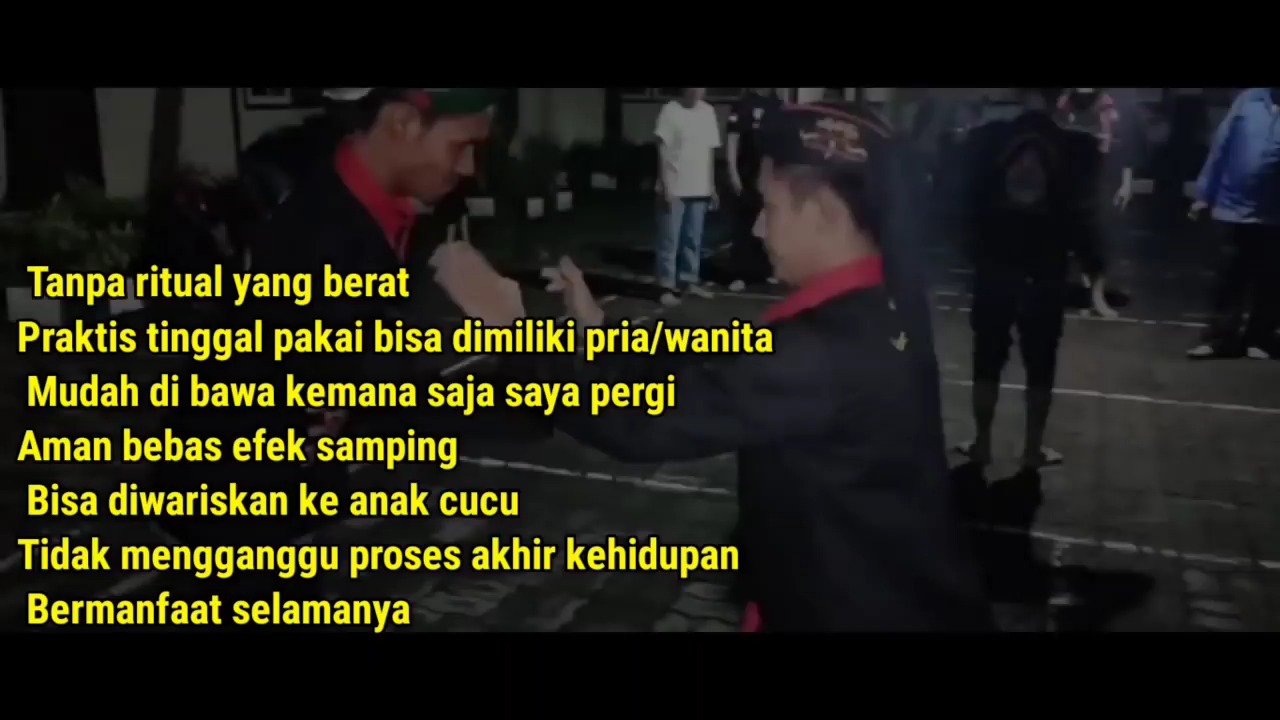 Tanpa ritual yang berat
Praktis tinggal pakai bisa dimiliki pria/wanita
Mudah di bawa kemana saja saya pergi
Aman bebas efek samping
Bisa diwariskan ke anak cucu
Tidak mengganggu proses akhir kehidupan
Bermanfaat selamanya